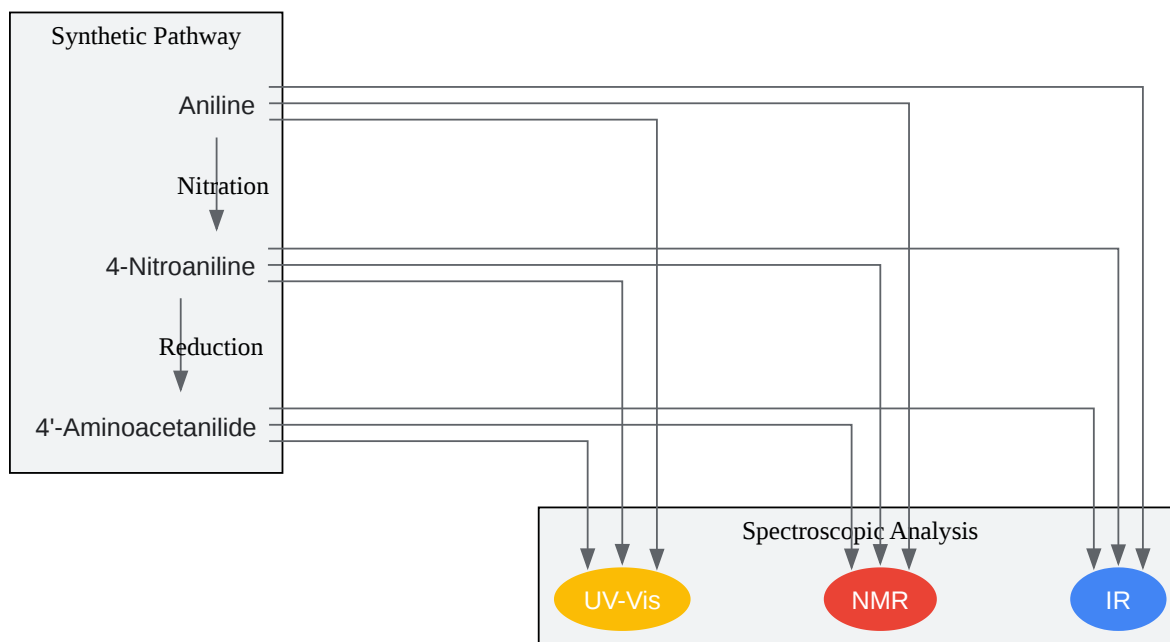 Synthetic Pathway
Aniline
Nitration
4-Nitroaniline
Reduction
4'-Aminoacetanilide
Spectroscopic Analysis
UV-Vis
NMR
IR